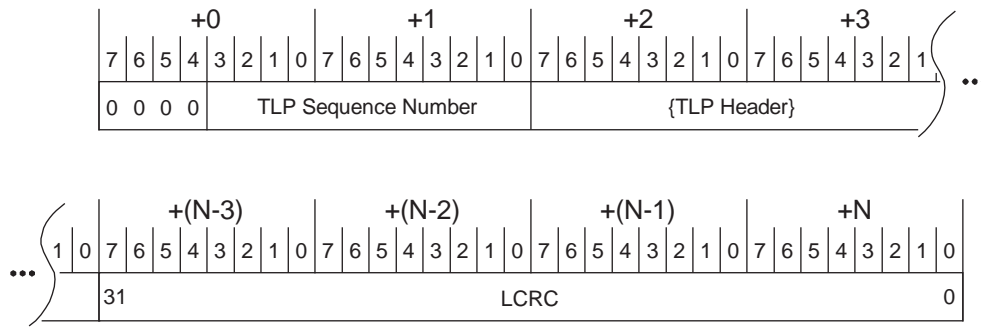 +0 +1 +2 +3
7 6 5 4 3 2 1 0 7 6 5 4 3 2 1 0 7 6 5 4 3 2 1 0 7 6 5 4 3 2 1
0 0 0 0 TLP Sequence Number {TLP Header}
+(N-3) +(N-2) +(N-1) +N
1 0 7 6 5 4 3 2 1 0 7 6 5 4 3 2 1 0 7 6 5 4 3 2 1 0 7 6 5 4 3 2 1 0
31 LCRC 0